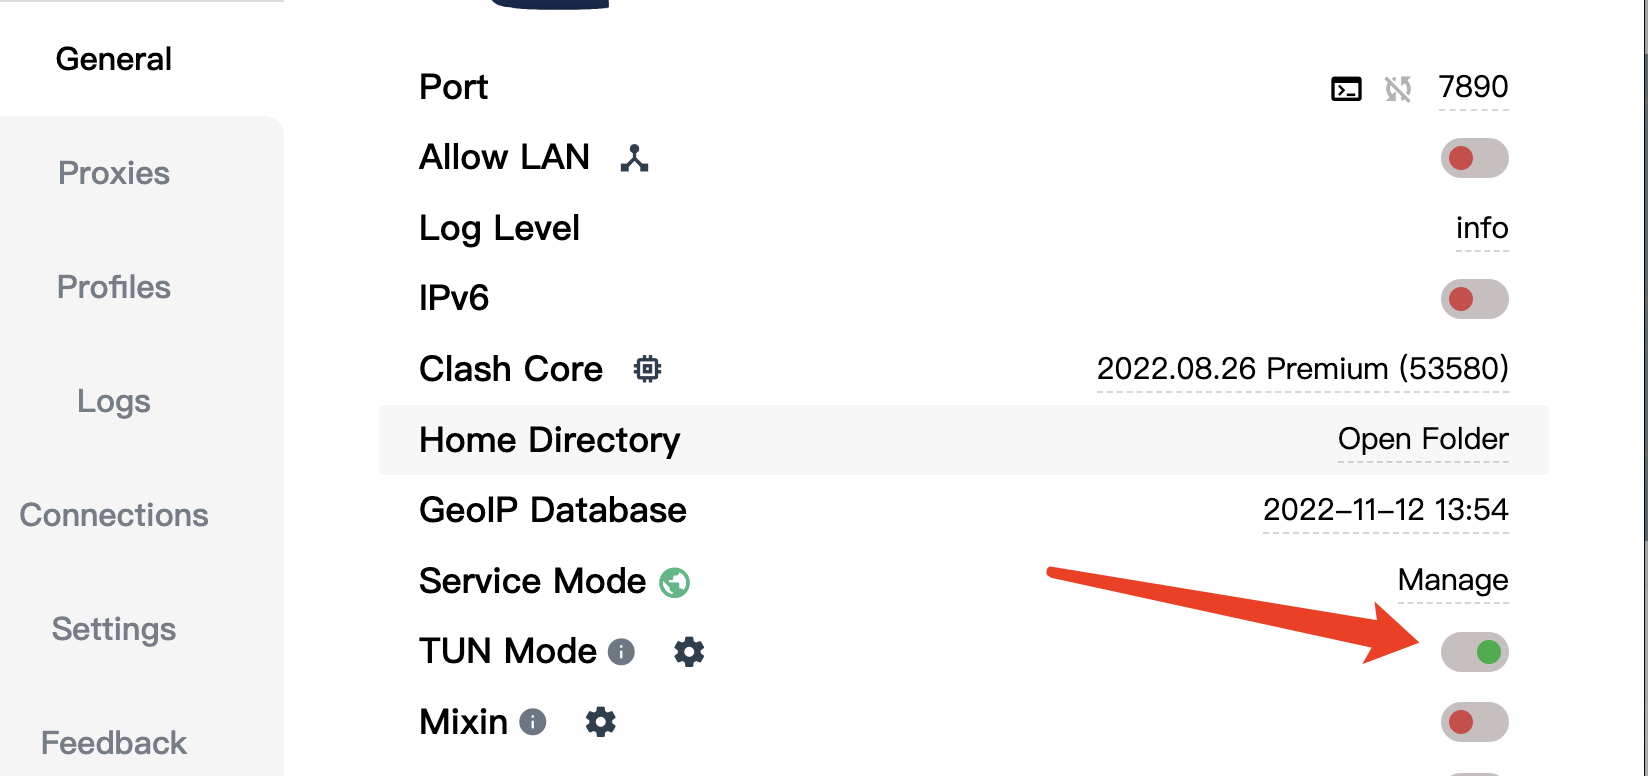 General
Proxies
Profiles
Logs
Connections
Settings
Feedback
Port 7890
Allow LAN
Log Level info
IPv6
Clash Core 2022.08.26 Premium (53580)
Home Directory Open Folder
GeoIP Database 2022-11-12 13:54
Service Mode Manage
TUN Mode
Mixin